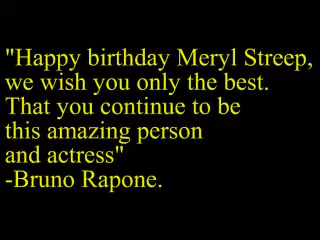 "Happy birthday Meryl Streep,
we wish you only the best.
That you continue to be
this amazing person
and actress"
-Bruno Rapone.